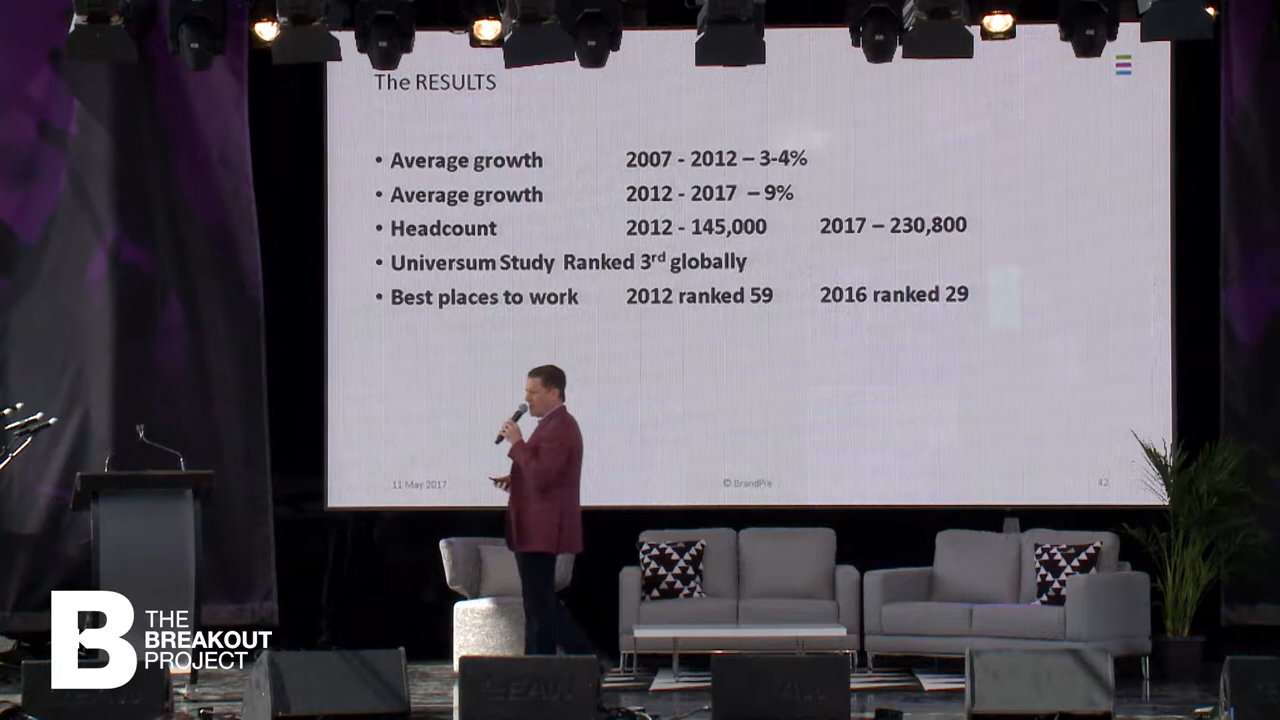 The RESULTS
• Average growth 2007 - 2012 – 3-4%
• Average growth 2012 - 2017 – 9%
• Headcount 2012 - 145,000 2017 – 230,800
• Universum Study Ranked 3rd globally
• Best places to work 2012 ranked 59 2016 ranked 29
11 May 2017 © BrandPie 42
B THE
BREAKOUT
PROJECT
EAW